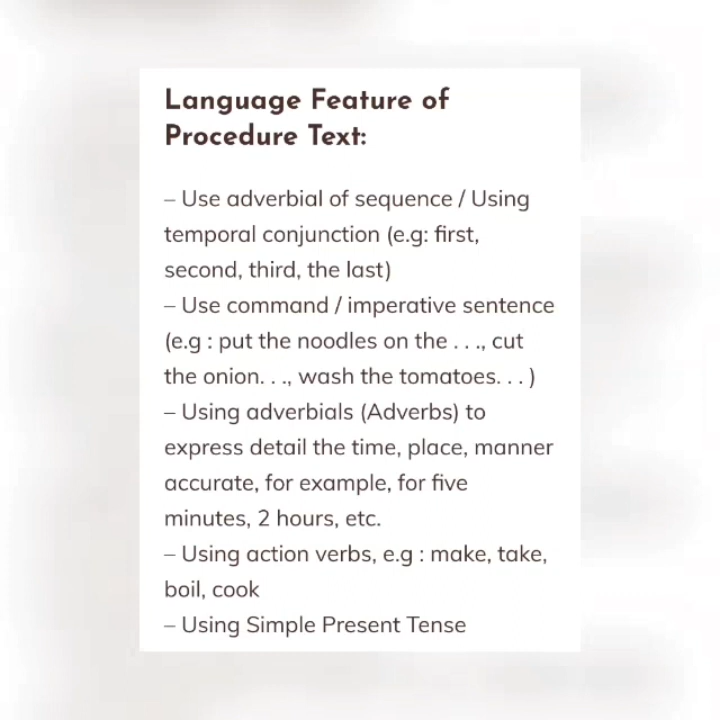 Language Feature of
Procedure Text:
– Use adverbial of sequence / Using
temporal conjunction (e.g: first,
second, third, the last)
– Use command / imperative sentence
(e.g : put the noodles on the . . ., cut
the onion. . ., wash the tomatoes. . . )
– Using adverbials (Adverbs) to
express detail the time, place, manner
accurate, for example, for five
minutes, 2 hours, etc.
– Using action verbs, e.g : make, take,
boil, cook
– Using Simple Present Tense